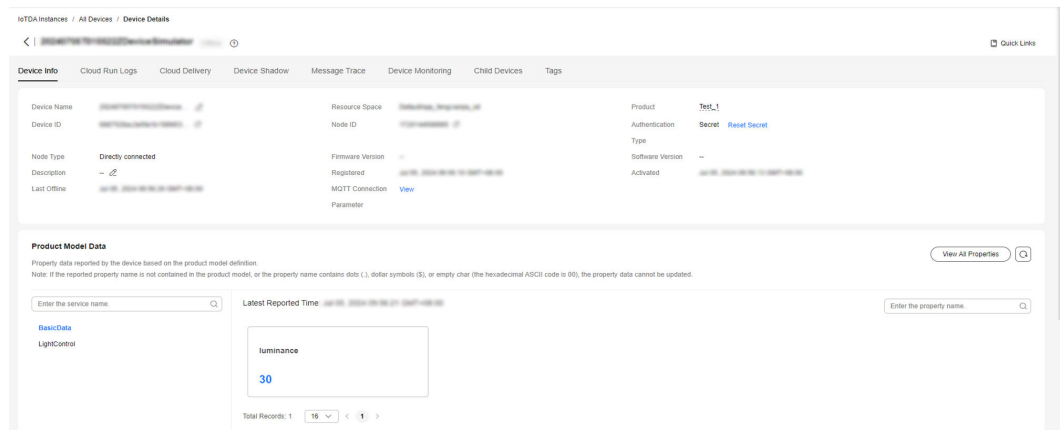 IoTDA Instances / All Devices / Device Details
Quick Links
Device Info Cloud Run Logs Cloud Delivery Device Shadow Message Trace Device Monitoring Child Devices Tags
Device Name Resource Space Product Test_1
Device ID Node ID Authentication Type Secret Reset Secret
Node Type Directly connected Firmware Version -- Software Version --
Description -- Registered Activated
Last Offline MQTT Connection Parameter View
Product Model Data
View All Properties
Property data reported by the device based on the product model definition.
Note: If the reported property name is not contained in the product model, or the property name contains dots (.), dollar symbols ($), or empty char (the hexadecimal ASCII code is 00), the property data cannot be updated.
Enter the service name. Latest Reported Time Enter the property name.
BasicData
LightControl
luminance
30
Total Records: 1 16 < 1 >